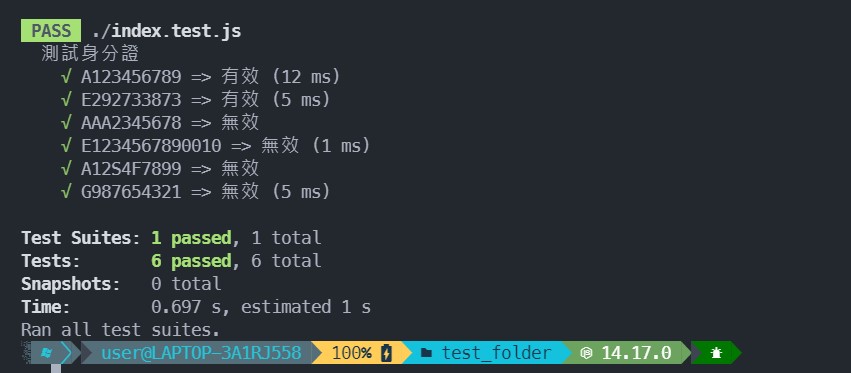 PASS ./index.test.js
測試身分證
√ A123456789 => 有效 (12 ms)
√ E292733873 => 有效 (5 ms)
√ AAA2345678 => 無效
√ E1234567890010 => 無效 (1 ms)
√ A12S4F7899 => 無效
√ G987654321 => 無效 (5 ms)
Test Suites: 1 passed, 1 total
Tests: 6 passed, 6 total
Snapshots: 0 total
Time: 0.697 s, estimated 1 s
Ran all test suites.
user@LAPTOP-3A1RJ558 100% test_folder 14.17.0